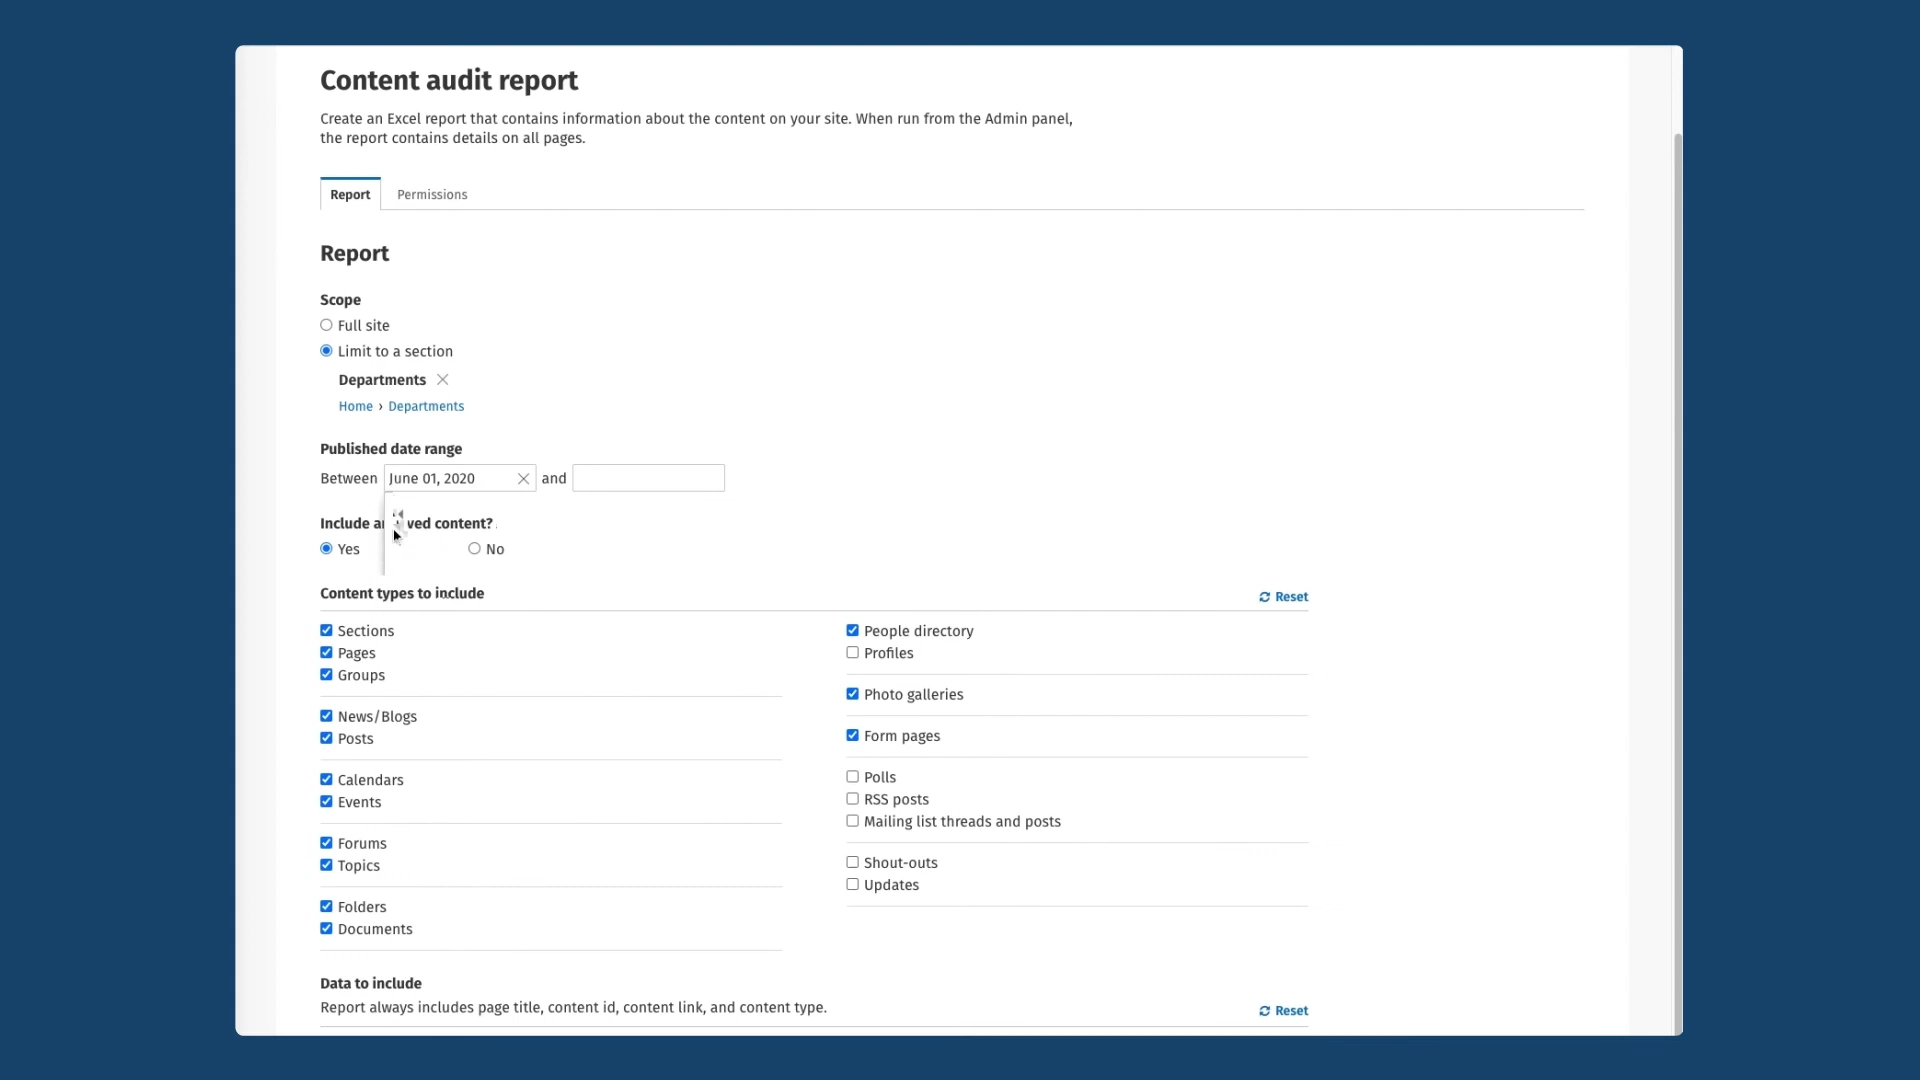 Content audit report
Create an Excel report that contains information about the content on your site. When run from the Admin panel,
the report contains details on all pages.
Report Permissions
Report
Scope
Full site
Limit to a section
Departments
Home › Departments
Published date range
Between June 01, 2020 and
Include ved content?
Yes No
Content types to include
Reset
Sections
Pages
Groups
News/Blogs
Posts
Calendars
Events
Forums
Topics
Folders
Documents
People directory
Profiles
Photo galleries
Form pages
Polls
RSS posts
Mailing list threads and posts
Shout-outs
Updates
Data to include
Report always includes page title, content id, content link, and content type.
Reset